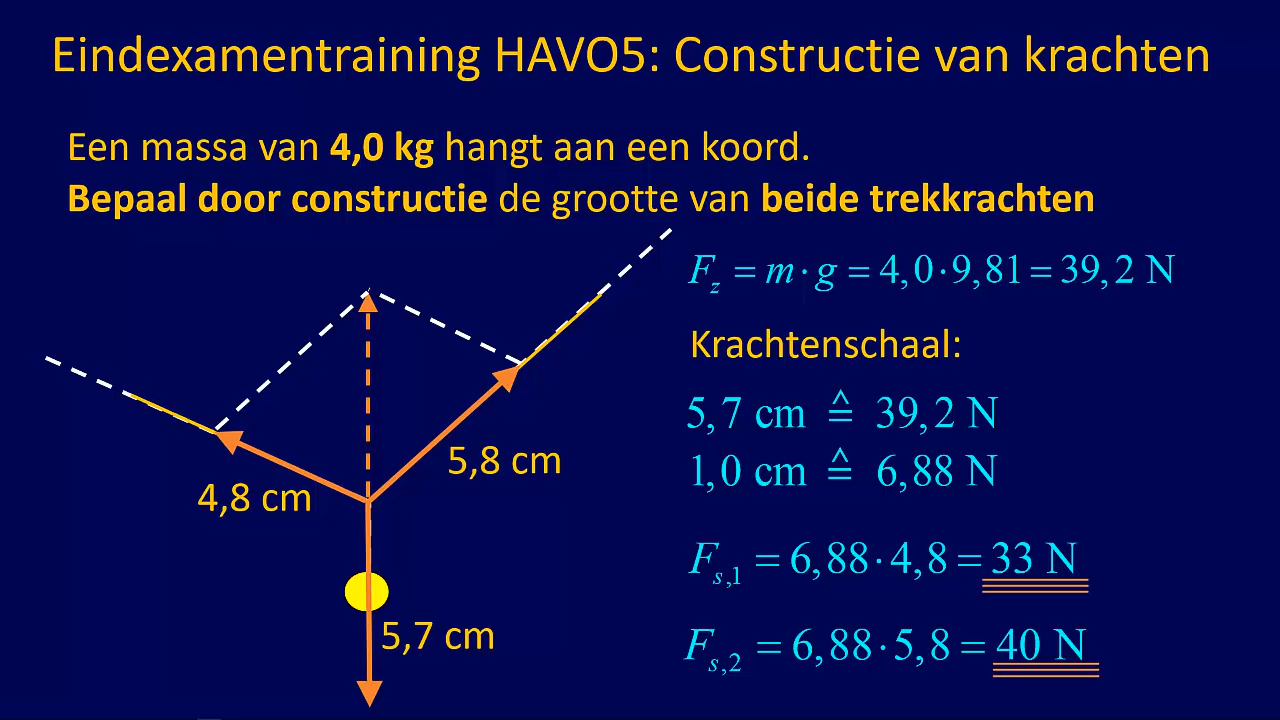 Eindexamentraining HAVO5: Constructie van krachten
Een massa van 4,0 kg hangt aan een koord.
Bepaal door constructie de grootte van beide trekkrachten
F_z = m · g = 4,0 · 9,81 = 39,2 N
Krachtenschaal:
5,7 cm ≙ 39,2 N
1,0 cm ≙ 6,88 N
5,8 cm
4,8 cm
5,7 cm
F_s,1 = 6,88 · 4,8 = 33 N
F_s,2 = 6,88 · 5,8 = 40 N